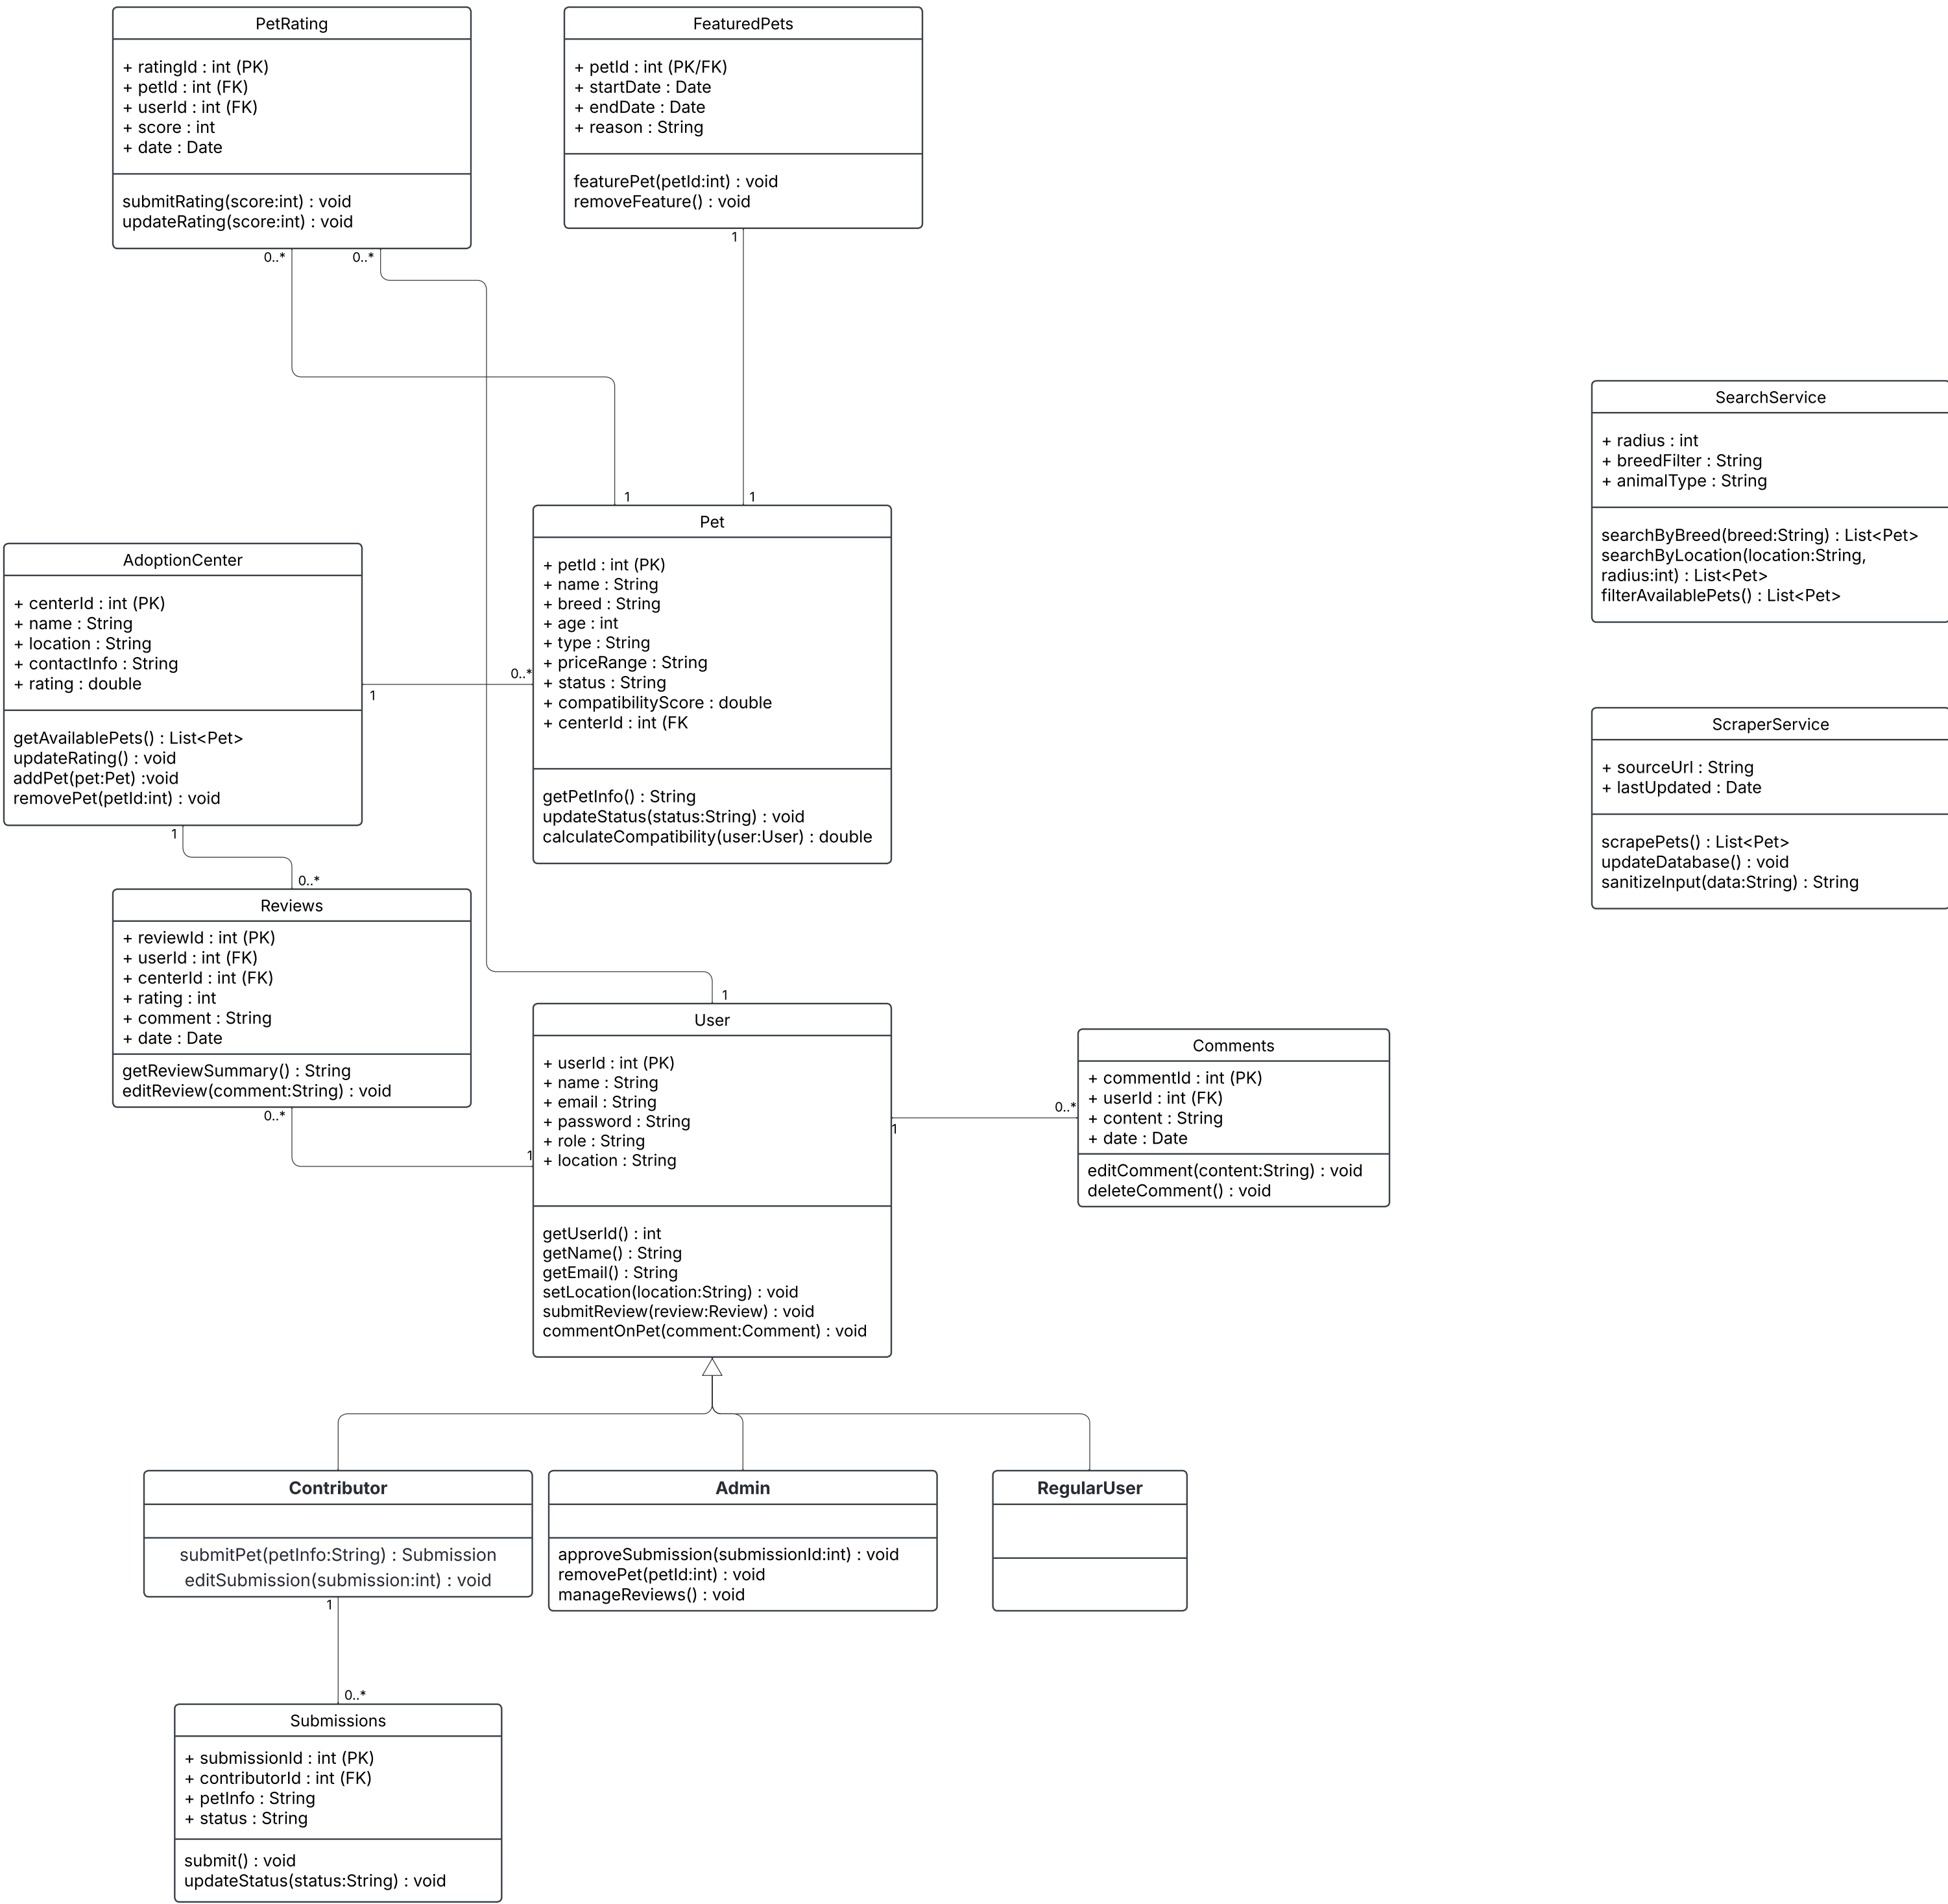 PetRating
+ ratingId : int (PK)
+ petId : int (FK)
+ userId : int (FK)
+ score : int
+ date : Date
submitRating(score:int) : void
updateRating(score:int) : void
0..*
0..*
FeaturedPets
+ petId : int (PK/FK)
+ startDate : Date
+ endDate : Date
+ reason : String
featurePet(petId:int) : void
removeFeature() : void
1
1
1
SearchService
+ radius : int
+ breedFilter : String
+ animalType : String
searchByBreed(breed:String) : List<Pet>
searchByLocation(location:String,
radius:int) : List<Pet>
filterAvailablePets() : List<Pet>
AdoptionCenter
+ centerId : int (PK)
+ name : String
+ location : String
+ contactInfo : String
+ rating : double
getAvailablePets() : List<Pet>
updateRating() : void
addPet(pet:Pet) :void
removePet(petId:int) : void
1
0..*
Pet
+ petId : int (PK)
+ name : String
+ breed : String
+ age : int
+ type : String
+ priceRange : String
+ status : String
+ compatibilityScore : double
+ centerId : int (FK
getPetInfo() : String
updateStatus(status:String) : void
calculateCompatibility(user:User) : double
ScraperService
+ sourceUrl : String
+ lastUpdated : Date
scrapePets() : List<Pet>
updateDatabase() : void
sanitizeInput(data:String) : String
1
0..*
Reviews
+ reviewId : int (PK)
+ userId : int (FK)
+ centerId : int (FK)
+ rating : int
+ comment : String
+ date : Date
getReviewSummary() : String
editReview(comment:String) : void
0..*
1
1
User
+ userId : int (PK)
+ name : String
+ email : String
+ password : String
+ role : String
+ location : String
getUserId() : int
getName() : String
getEmail() : String
setLocation(location:String) : void
submitReview(review:Review) : void
commentOnPet(comment:Comment) : void
1
0..*
Comments
+ commentId : int (PK)
+ userId : int (FK)
+ content : String
+ date : Date
editComment(content:String) : void
deleteComment() : void
Contributor
submitPet(petInfo:String) : Submission
editSubmission(submission:int) : void
Admin
approveSubmission(submissionId:int) : void
removePet(petId:int) : void
manageReviews() : void
RegularUser
1
0..*
Submissions
+ submissionId : int (PK)
+ contributorId : int (FK)
+ petInfo : String
+ status : String
submit() : void
updateStatus(status:String) : void